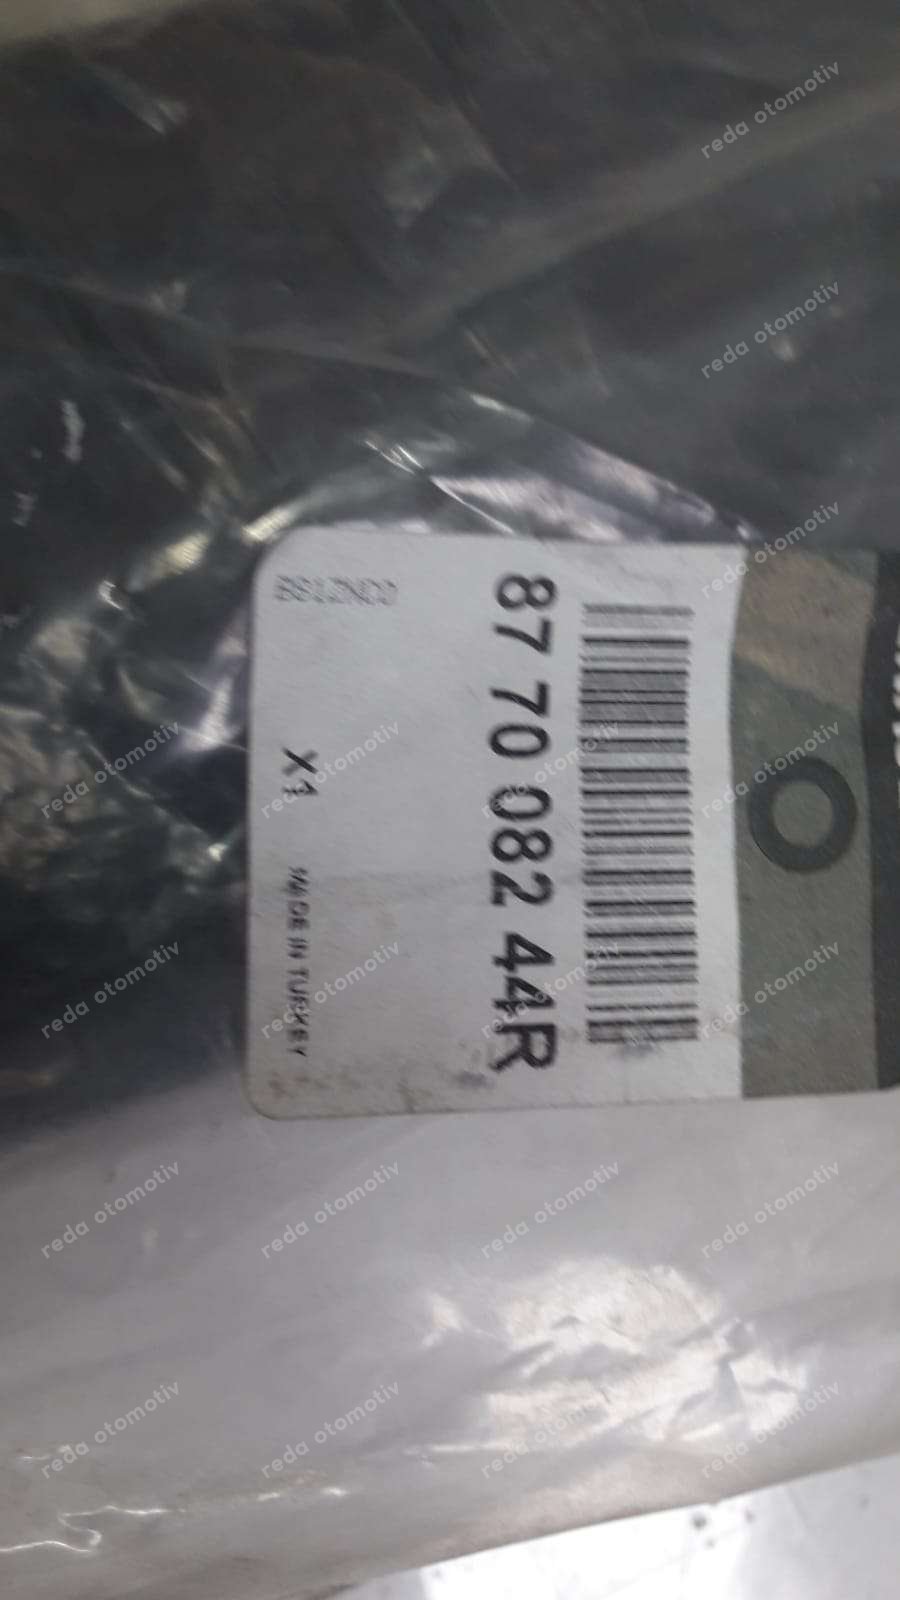 87 70 082 44R
X1
MADE IN TURKEY
reda otomotiv